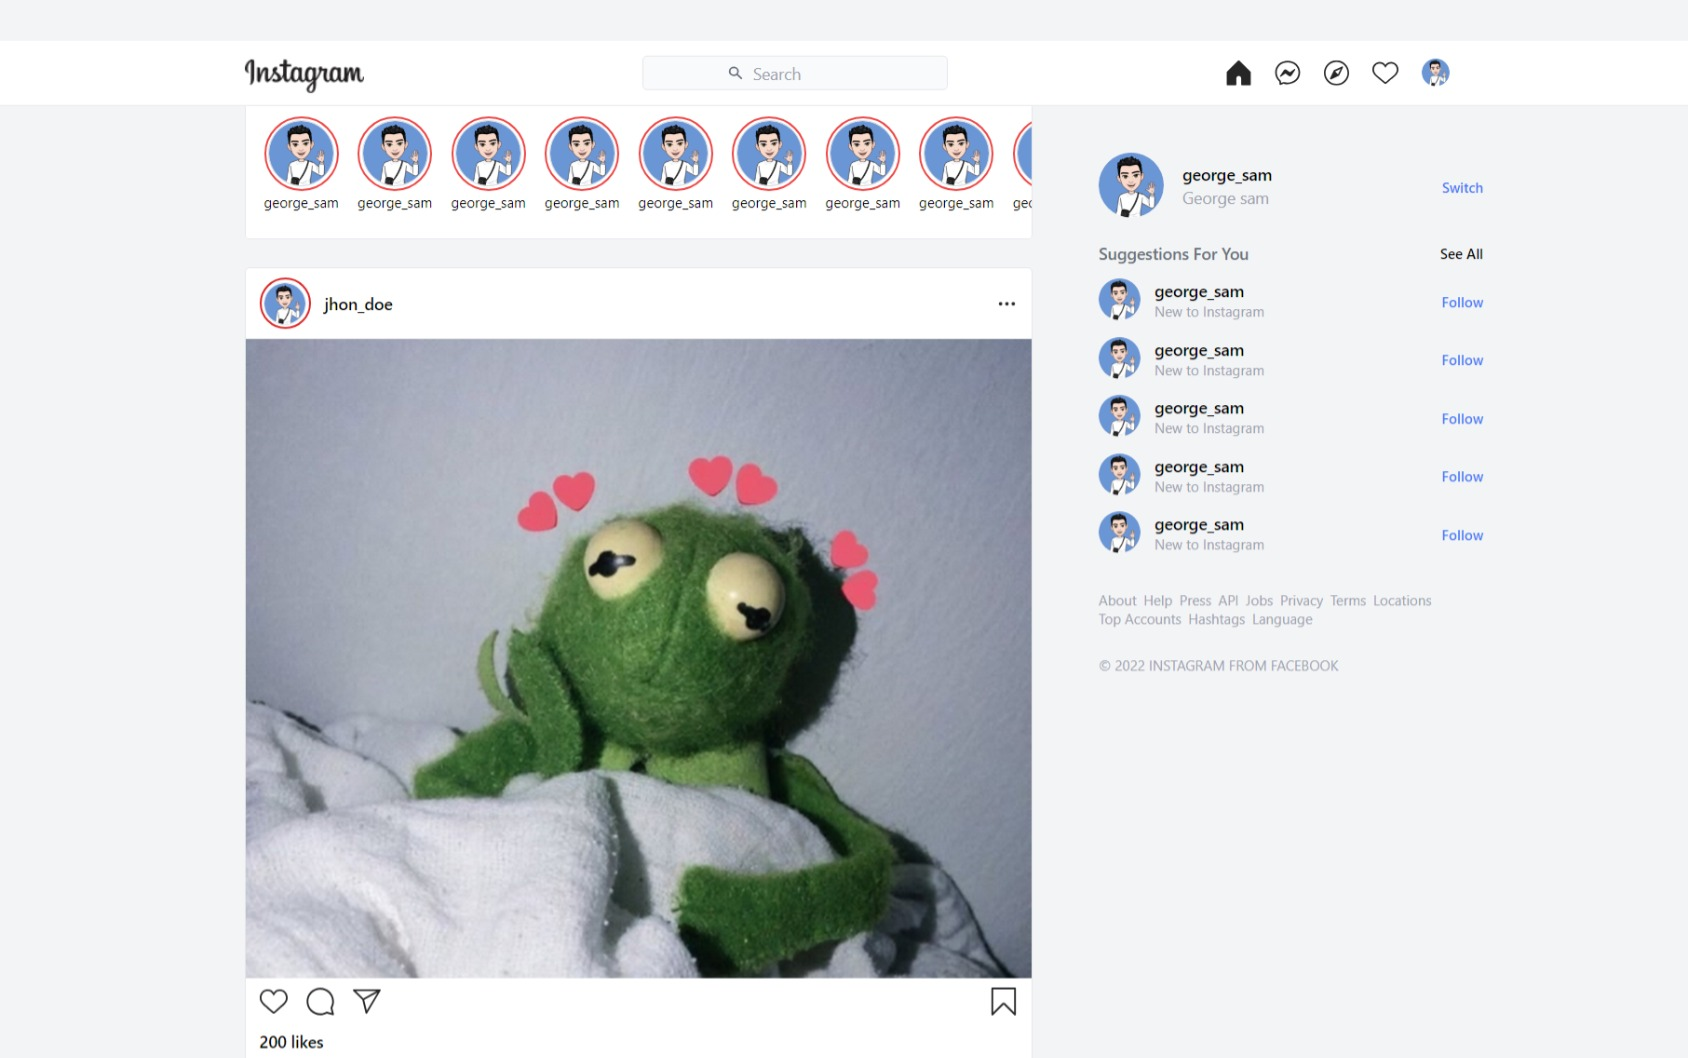 Instagram
Search
george_sam george_sam george_sam george_sam george_sam george_sam george_sam george_sam geo
george_sam
George sam
Switch
Suggestions For You
See All
george_sam
New to Instagram
Follow
george_sam
New to Instagram
Follow
george_sam
New to Instagram
Follow
george_sam
New to Instagram
Follow
george_sam
New to Instagram
Follow
About Help Press API Jobs Privacy Terms Locations
Top Accounts Hashtags Language
© 2022 INSTAGRAM FROM FACEBOOK
jhon_doe
200 likes